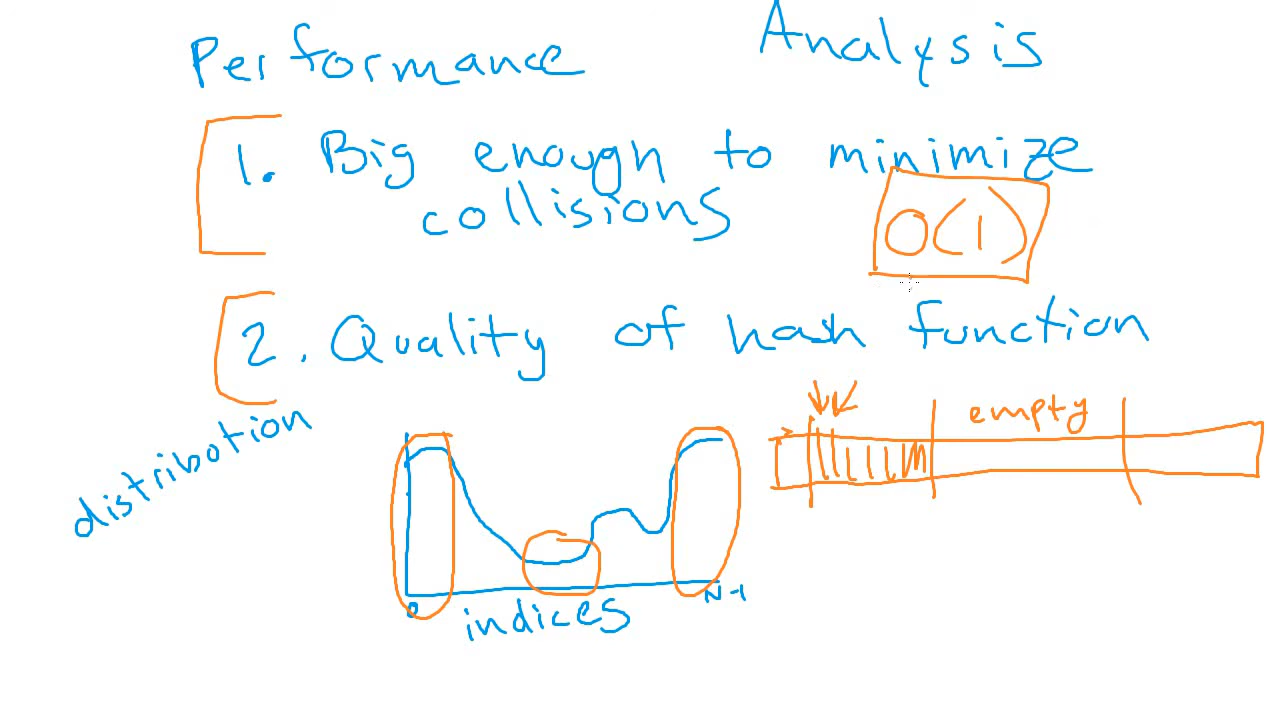 Performance Analysis
1. Big enough to minimize
collisions
O(1)
2. Quality of hash function
distribution
empty
0
N-1
indices